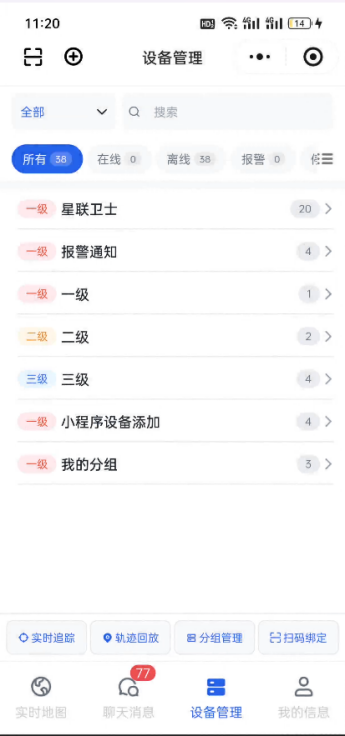 11:20 HD 4G 4G 14
设备管理
全部 搜索
所有 38 在线 0 离线 38 报警 0
一级 星联卫士 20
一级 报警通知 4
一级 一级 1
二级 二级 2
三级 三级 4
一级 小程序设备添加 4
一级 我的分组 3
实时追踪 轨迹回放 分组管理 扫码绑定
77
实时地图 聊天消息 设备管理 我的信息